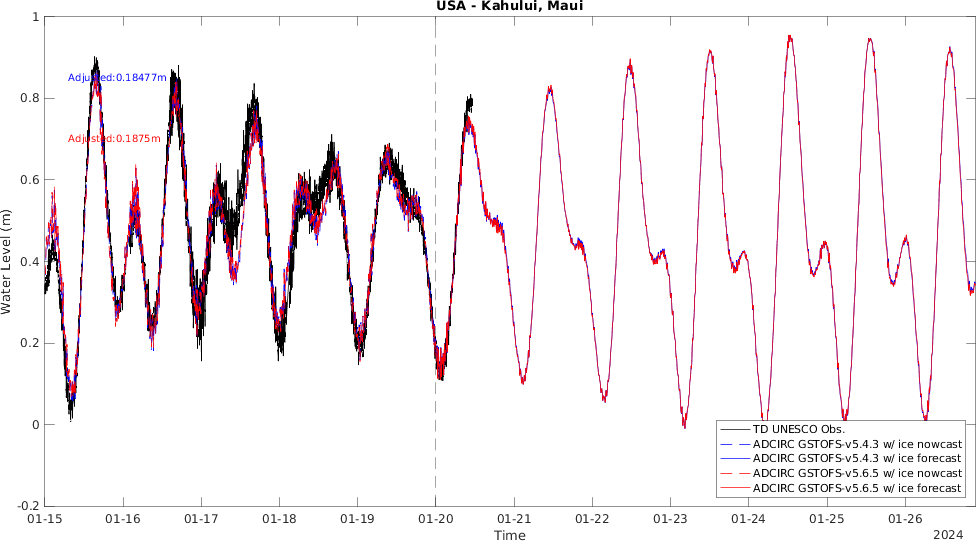 USA - Kahului, Maui
1
0.8
0.6
0.4
0.2
0
-0.2
Water Level (m)
Adjusted:0.18477m
Adjusted:0.1875m
TD UNESCO Obs.
ADCIRC GSTOFS-v5.4.3 w/ ice nowcast
ADCIRC GSTOFS-v5.4.3 w/ ice forecast
ADCIRC GSTOFS-v5.6.5 w/ ice nowcast
ADCIRC GSTOFS-v5.6.5 w/ ice forecast
01-15 01-16 01-17 01-18 01-19 01-20 01-21 01-22 01-23 01-24 01-25 01-26
Time
2024